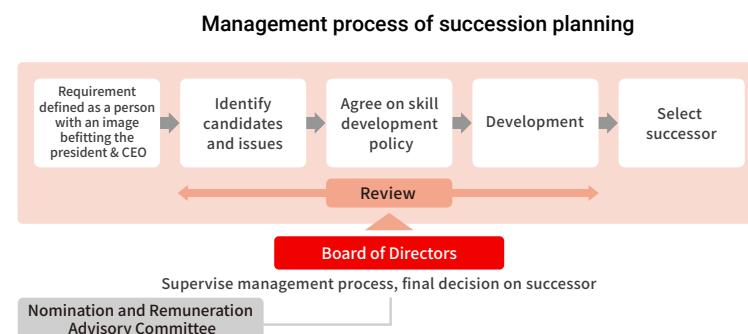 Management process of succession planning
Requirement
defined as a person
with an image
befitting the
president & CEO
Identify
candidates
and issues
Agree on skill
development
policy
Development
Select
successor
Review
Board of Directors
Supervise management process, final decision on successor
Nomination and Remuneration
Advisory Committee